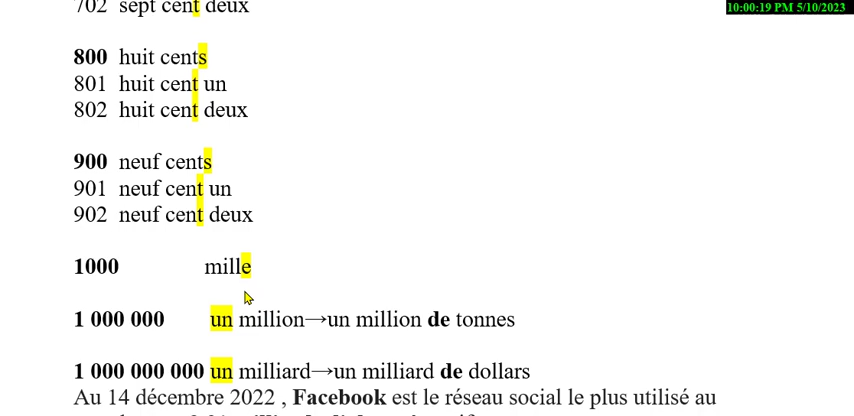 702 sept cent deux
10:00:19 PM 5/10/2023
800 huit cents
801 huit cent un
802 huit cent deux
900 neuf cents
901 neuf cent un
902 neuf cent deux
1000 mille
1 000 000 un million→un million de tonnes
1 000 000 000 un milliard→un milliard de dollars
Au 14 décembre 2022 , Facebook est le réseau social le plus utilisé au